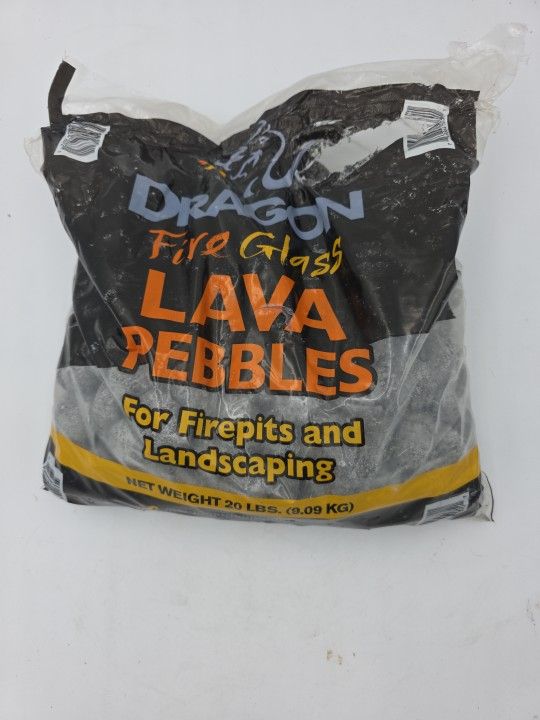 DRAGON
Fire Glass
LAVA
PEBBLES
For Firepits and
Landscaping
NET WEIGHT 20 LBS. (9.09 KG)